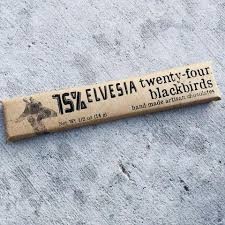 75% ELVESIA twenty-four
blackbirds
hand made artisan chocolates
Net Wt 1/2 oz (14 g)